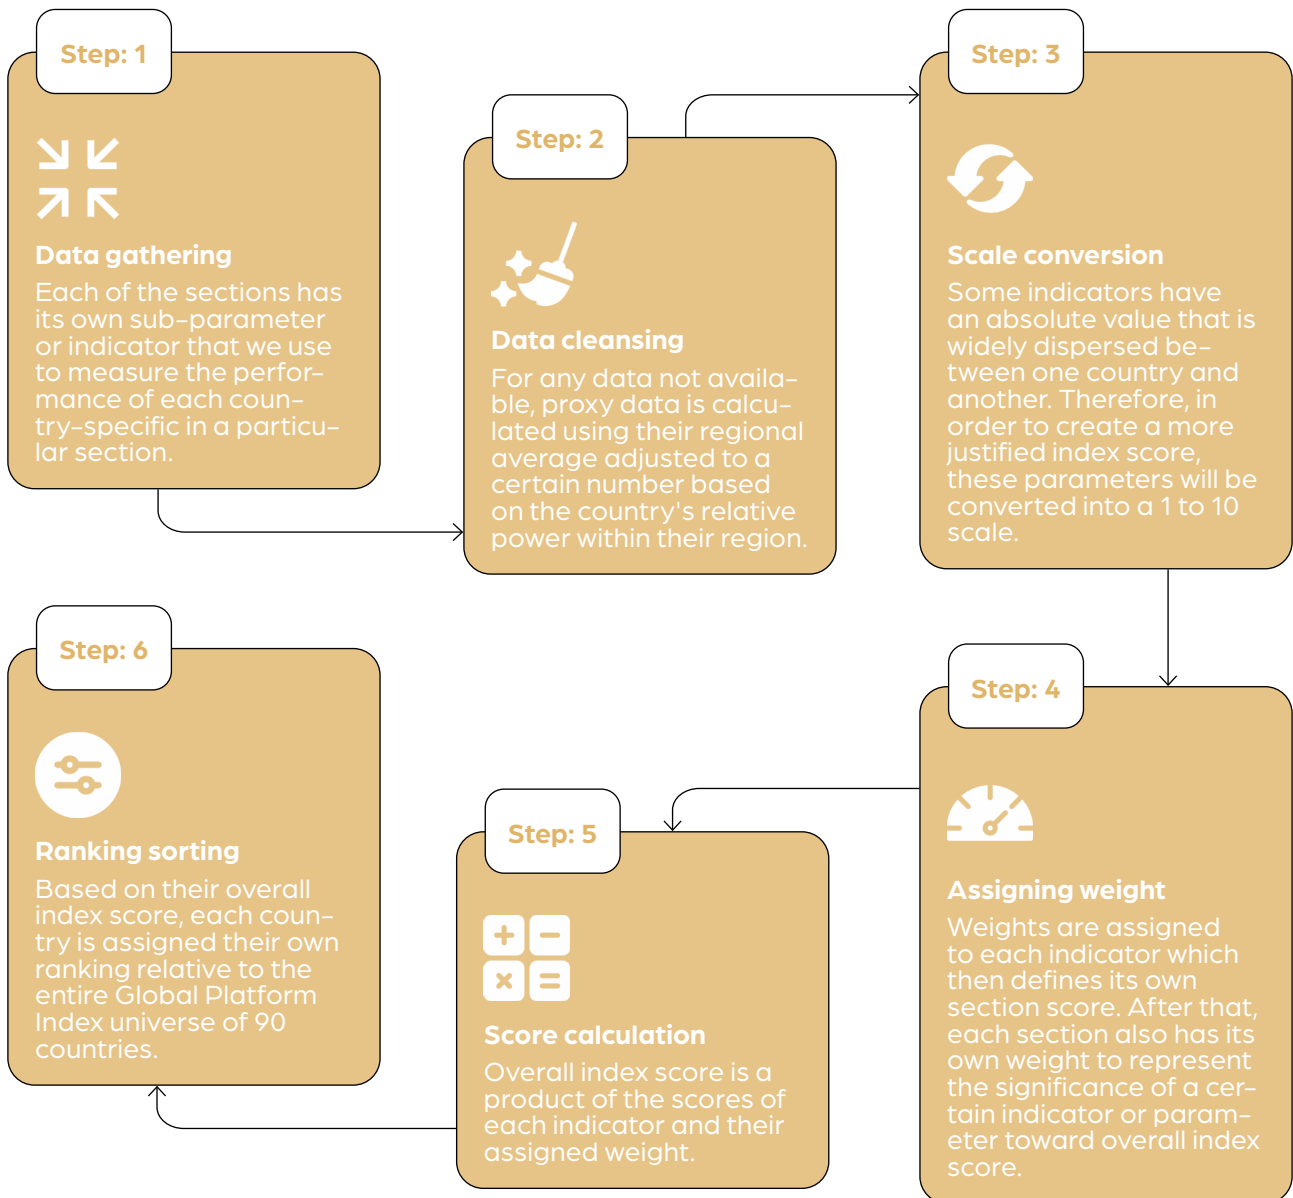 Step: 1
Data gathering
Each of the sections has
its own sub-parameter
or indicator that we use
to measure the perfor-
mance of each coun-
try-specific in a particu-
lar section.
Step: 2
Data cleansing
For any data not availa-
ble, proxy data is calcu-
lated using their regional
average adjusted to a
certain number based
on the country's relative
power within their region.
Step: 3
Scale conversion
Some indicators have
an absolute value that is
widely dispersed be-
tween one country and
another. Therefore, in
order to create a more
justified index score,
these parameters will be
converted into a 1 to 10
scale.
Step: 4
Assigning weight
Weights are assigned
to each indicator which
then defines its own
section score. After that,
each section also has its
own weight to represent
the significance of a cer-
tain indicator or param-
eter toward overall index
score.
Step: 5
Score calculation
Overall index score is a
product of the scores of
each indicator and their
assigned weight.
Step: 6
Ranking sorting
Based on their overall
index score, each coun-
try is assigned their own
ranking relative to the
entire Global Platform
Index universe of 90
countries.